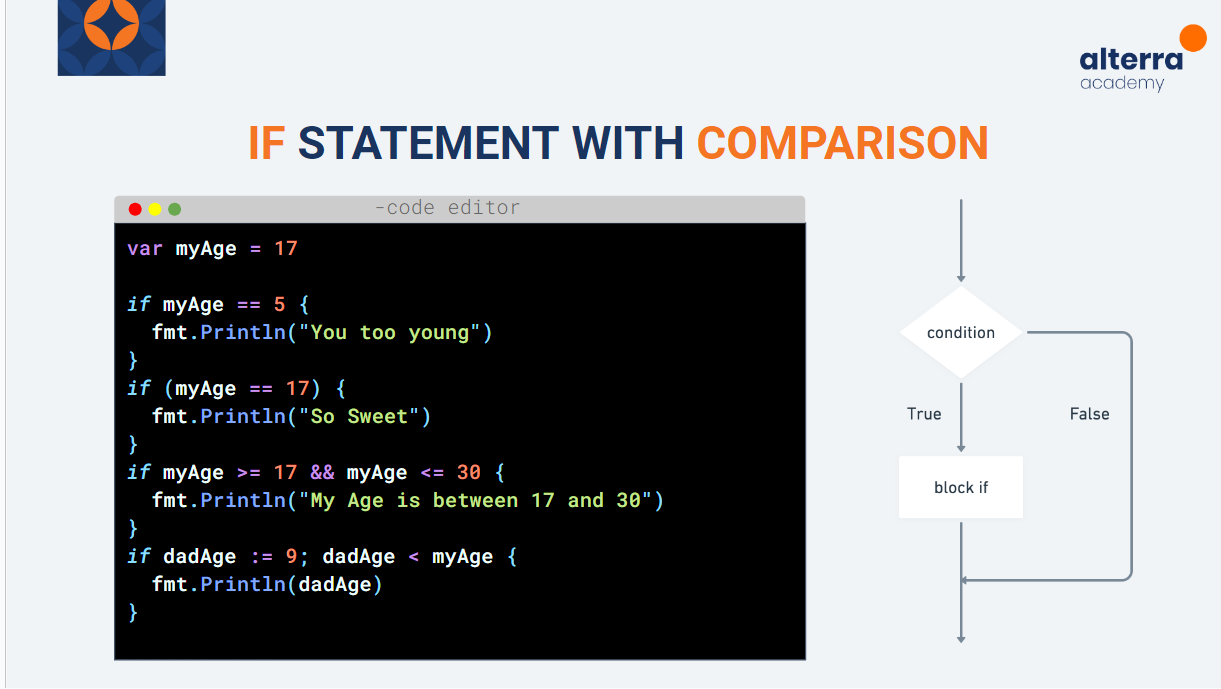 alterra
academy
IF STATEMENT WITH COMPARISON
-code editor
var myAge = 17
if myAge == 5 {
  fmt.Println("You too young")
}
if (myAge == 17) {
  fmt.Println("So Sweet")
}
if myAge >= 17 && myAge <= 30 {
  fmt.Println("My Age is between 17 and 30")
}
if dadAge := 9; dadAge < myAge {
  fmt.Println(dadAge)
}
condition
True
False
block if